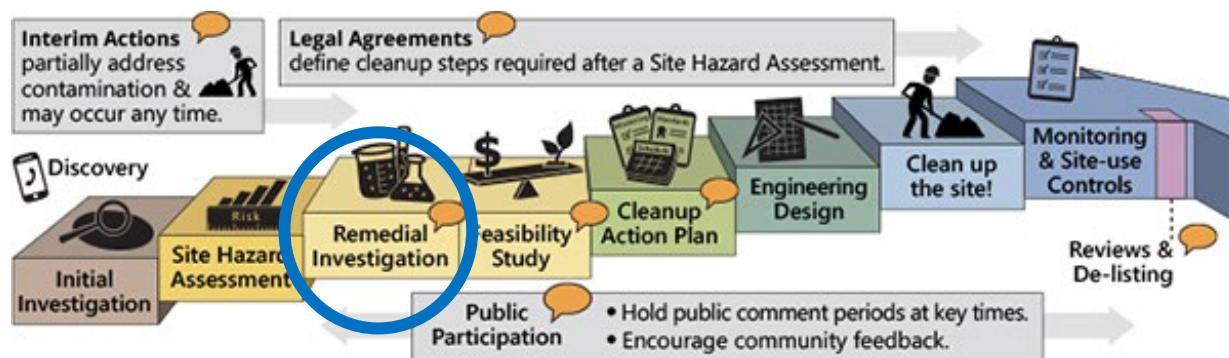 Interim Actions
partially address
contamination &
may occur any time.
Legal Agreements
define cleanup steps required after a Site Hazard Assessment.
Discovery
Initial
Investigation
Risk
Site Hazard
Assessment
Remedial
Investigation
$
Feasibility
Study
Cleanup
Action Plan
Engineering
Design
Clean up
the site!
Monitoring
& Site-use
Controls
Reviews &
De-listing
Public
Participation
• Hold public comment periods at key times.
• Encourage community feedback.